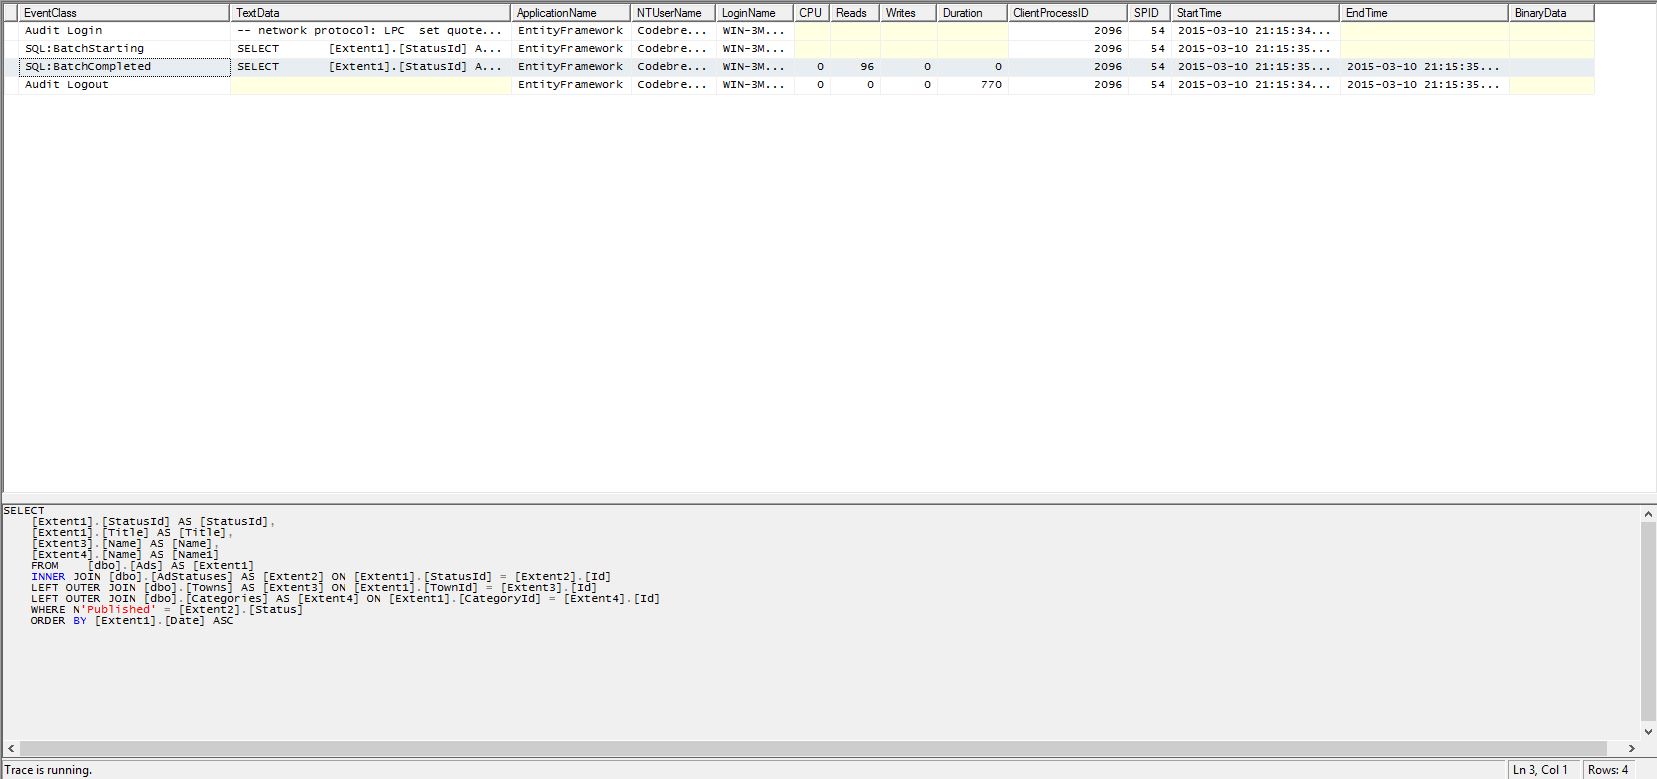 EventClass TextData ApplicationName NTUserName LoginName CPU Reads Writes Duration ClientProcessID SPID StartTime EndTime BinaryData
Audit Login -- network protocol: LPC set quote... EntityFramework Codebre... WIN-3M... 2096 54 2015-03-10 21:15:34...
SQL:BatchStarting SELECT [Extent1].[StatusId] A... EntityFramework Codebre... WIN-3M... 2096 54 2015-03-10 21:15:35...
SQL:BatchCompleted SELECT [Extent1].[StatusId] A... EntityFramework Codebre... WIN-3M... 0 96 0 0 2096 54 2015-03-10 21:15:35... 2015-03-10 21:15:35...
Audit Logout EntityFramework Codebre... WIN-3M... 0 0 0 770 2096 54 2015-03-10 21:15:34... 2015-03-10 21:15:35...
SELECT
[Extent1].[StatusId] AS [StatusId],
[Extent1].[Title] AS [Title],
[Extent3].[Name] AS [Name],
[Extent4].[Name] AS [Name1]
FROM [dbo].[Ads] AS [Extent1]
INNER JOIN [dbo].[AdStatuses] AS [Extent2] ON [Extent1].[StatusId] = [Extent2].[Id]
LEFT OUTER JOIN [dbo].[Towns] AS [Extent3] ON [Extent1].[TownId] = [Extent3].[Id]
LEFT OUTER JOIN [dbo].[Categories] AS [Extent4] ON [Extent1].[CategoryId] = [Extent4].[Id]
WHERE N'Published' = [Extent2].[Status]
ORDER BY [Extent1].[Date] ASC
Trace is running. Ln 3, Col 1 Rows: 4